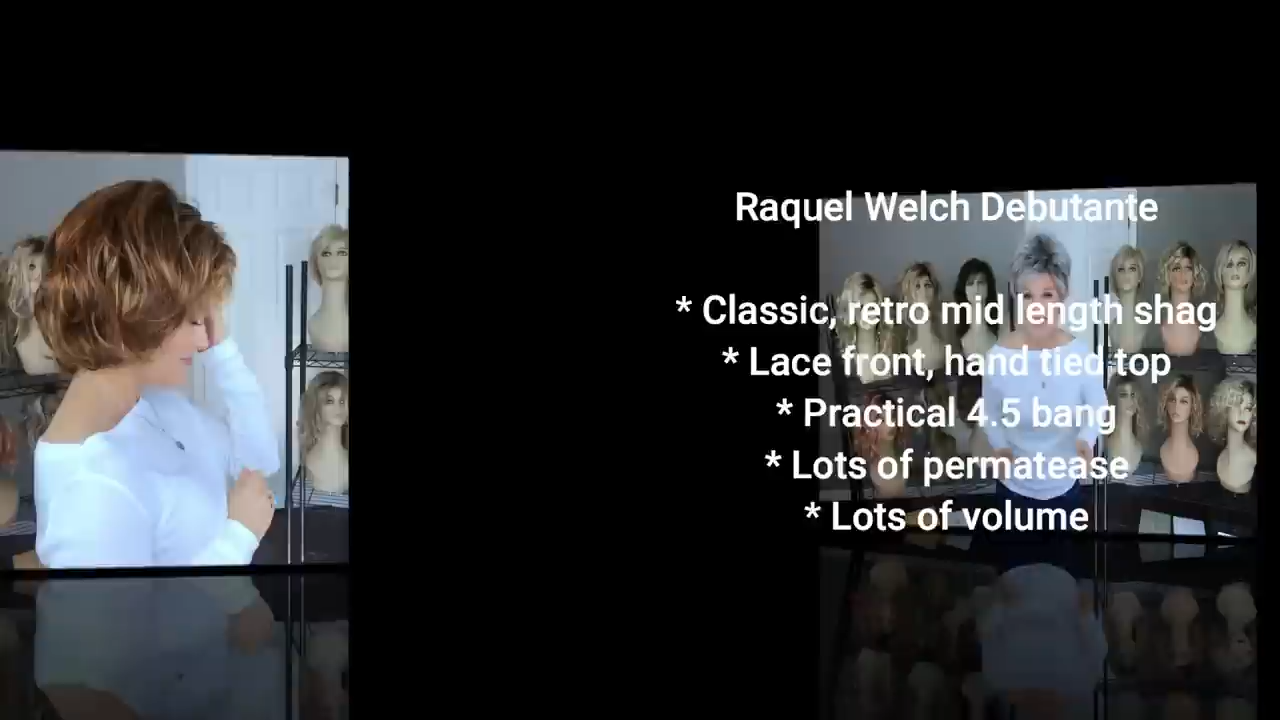 Raquel Welch Debutante
* Classic, retro mid length shag
* Lace front, hand tied top
* Practical 4.5 bang
* Lots of permatease
* Lots of volume